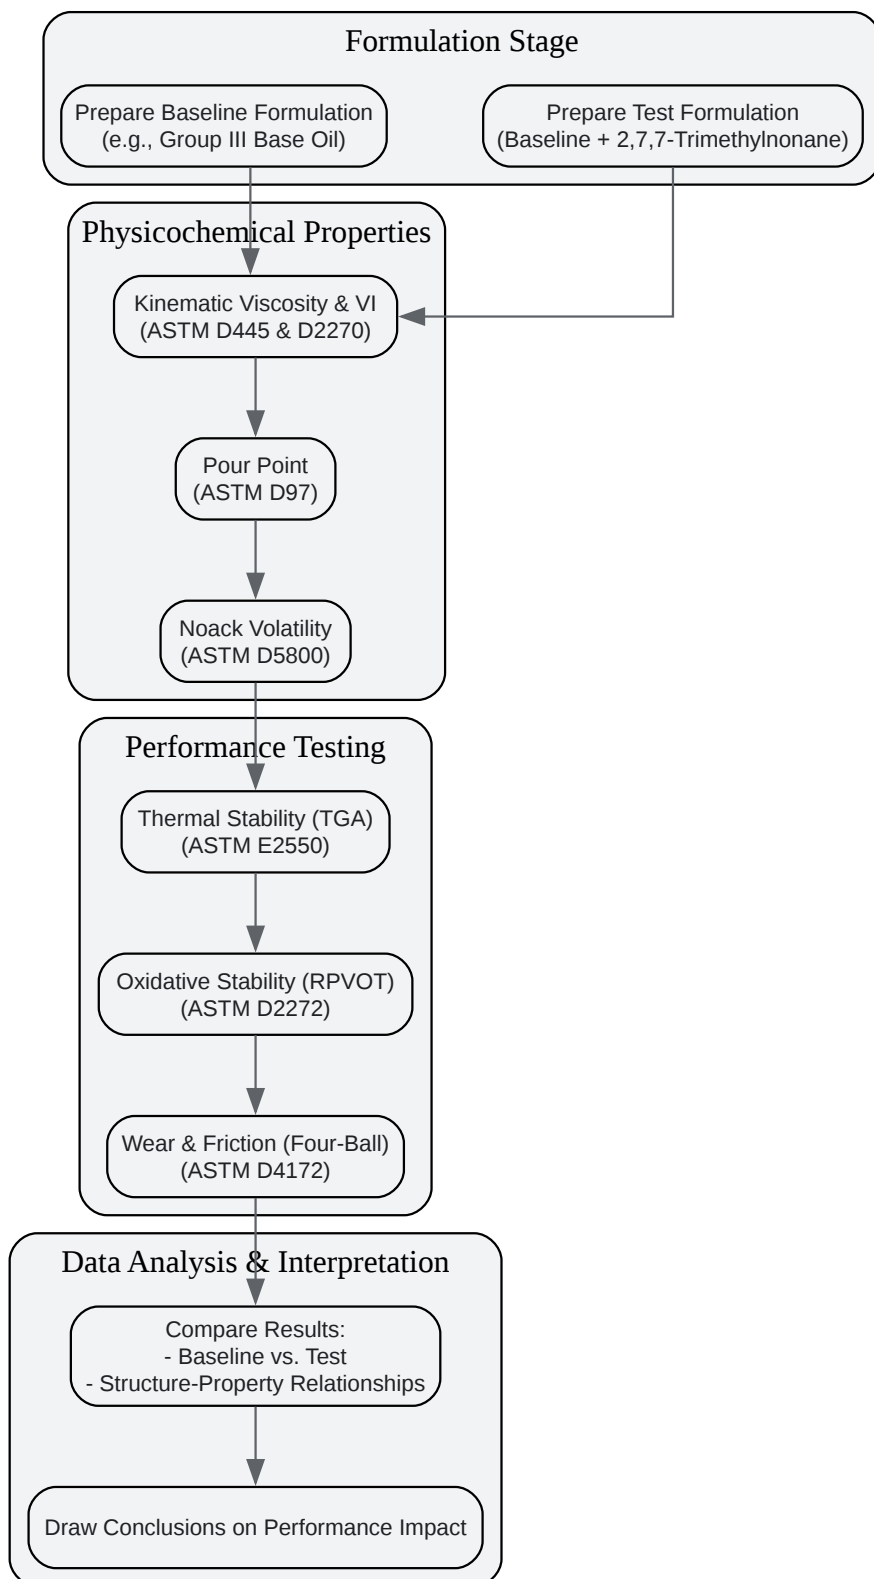 Formulation Stage
Prepare Baseline Formulation
(e.g., Group III Base Oil)
Prepare Test Formulation
(Baseline + 2,7,7-Trimethylnonane)
Physicochemical Properties
Kinematic Viscosity & VI
(ASTM D445 & D2270)
Pour Point
(ASTM D97)
Noack Volatility
(ASTM D5800)
Performance Testing
Thermal Stability (TGA)
(ASTM E2550)
Oxidative Stability (RPVOT)
(ASTM D2272)
Wear & Friction (Four-Ball)
(ASTM D4172)
Data Analysis & Interpretation
Compare Results:
- Baseline vs. Test
- Structure-Property Relationships
Draw Conclusions on Performance Impact